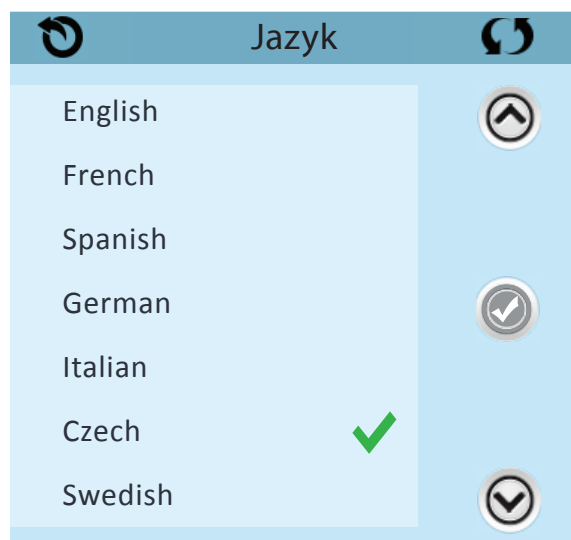 Jazyk
English
French
Spanish
German
Italian
Czech
Swedish